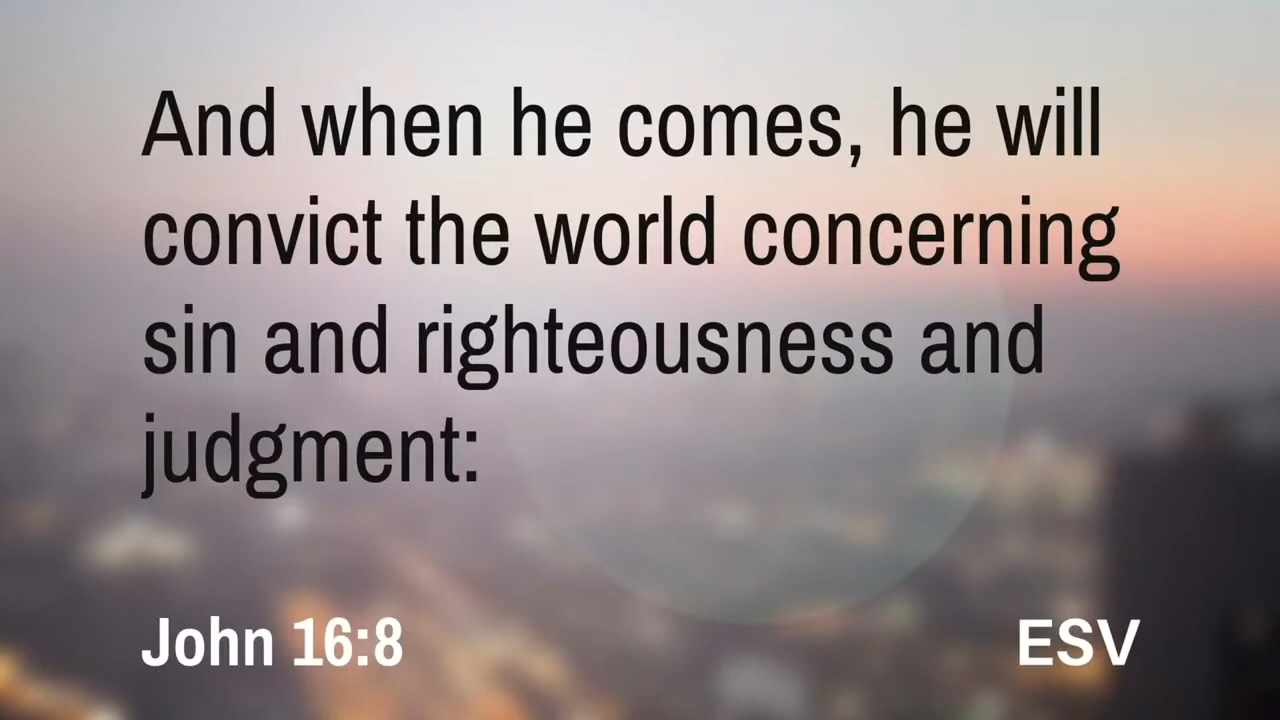 And when he comes, he will
convict the world concerning
sin and righteousness and
judgment:
John 16:8
ESV